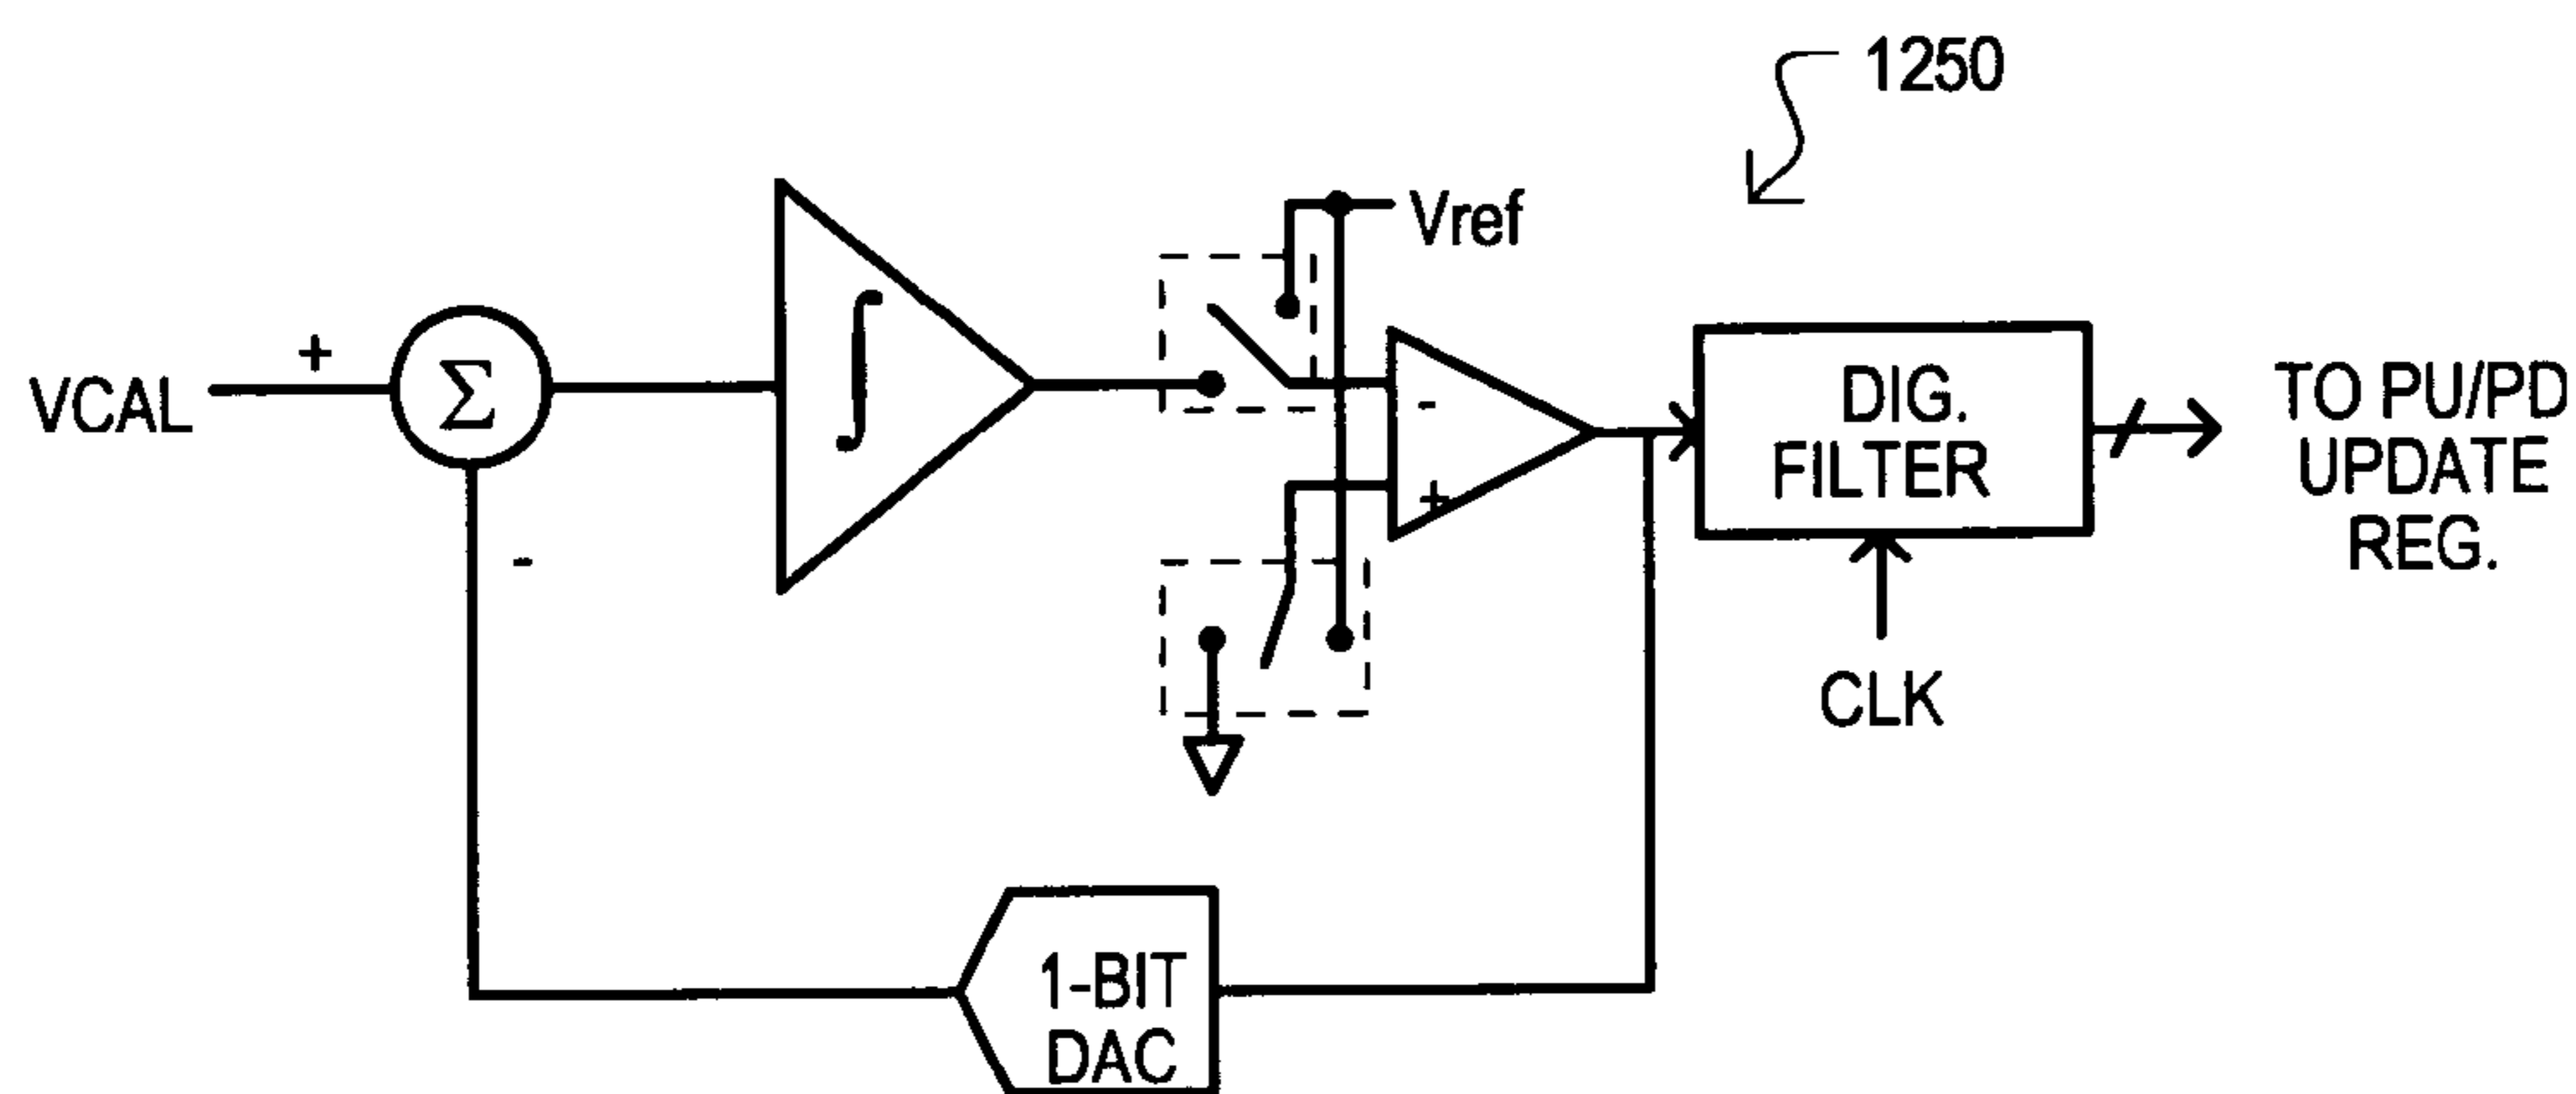 1250
Vref
+
VCAL
Σ
-
∫
-
+
DIG.
FILTER
TO PU/PD
UPDATE
REG.
CLK
1-BIT
DAC